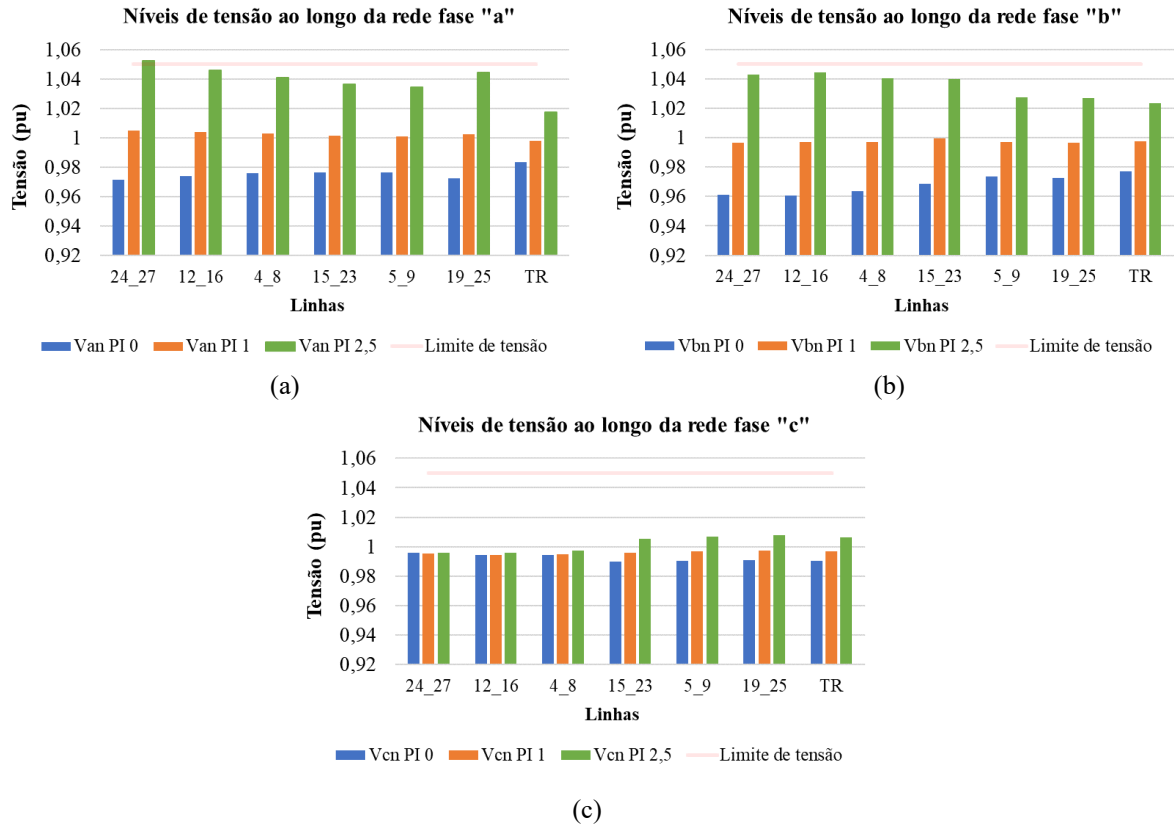 Níveis de tensão ao longo da rede fase "a"
Tensão (pu)
1,06
1,04
1,02
1
0,98
0,96
0,94
0,92
24_27 12_16 4_8 15_23 5_9 19_25 TR
Linhas
Van PI 0 Van PI 1 Van PI 2,5 Limite de tensão
(a)
Níveis de tensão ao longo da rede fase "b"
Tensão (pu)
1,06
1,04
1,02
1
0,98
0,96
0,94
0,92
24_27 12_16 4_8 15_23 5_9 19_25 TR
Linhas
Vbn PI 0 Vbn PI 1 Vbn PI 2,5 Limite de tensão
(b)
Níveis de tensão ao longo da rede fase "c"
Tensão (pu)
1,06
1,04
1,02
1
0,98
0,96
0,94
0,92
24_27 12_16 4_8 15_23 5_9 19_25 TR
Linhas
Vcn PI 0 Vcn PI 1 Vcn PI 2,5 Limite de tensão
(c)